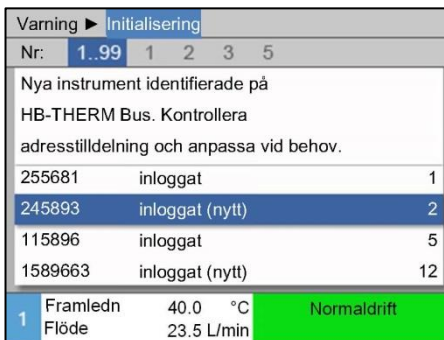 Varning ► Initialisering
Nr: 1..99 1 2 3 5
Nya instrument identifierade på
HB-THERM Bus. Kontrollera
adresstilldelning och anpassa vid behov.
255681 inloggat 1
245893 inloggat (nytt) 2
115896 inloggat 5
1589663 inloggat (nytt) 12
1 Framledn 40.0 °C Normaldrift
Flöde 23.5 L/min